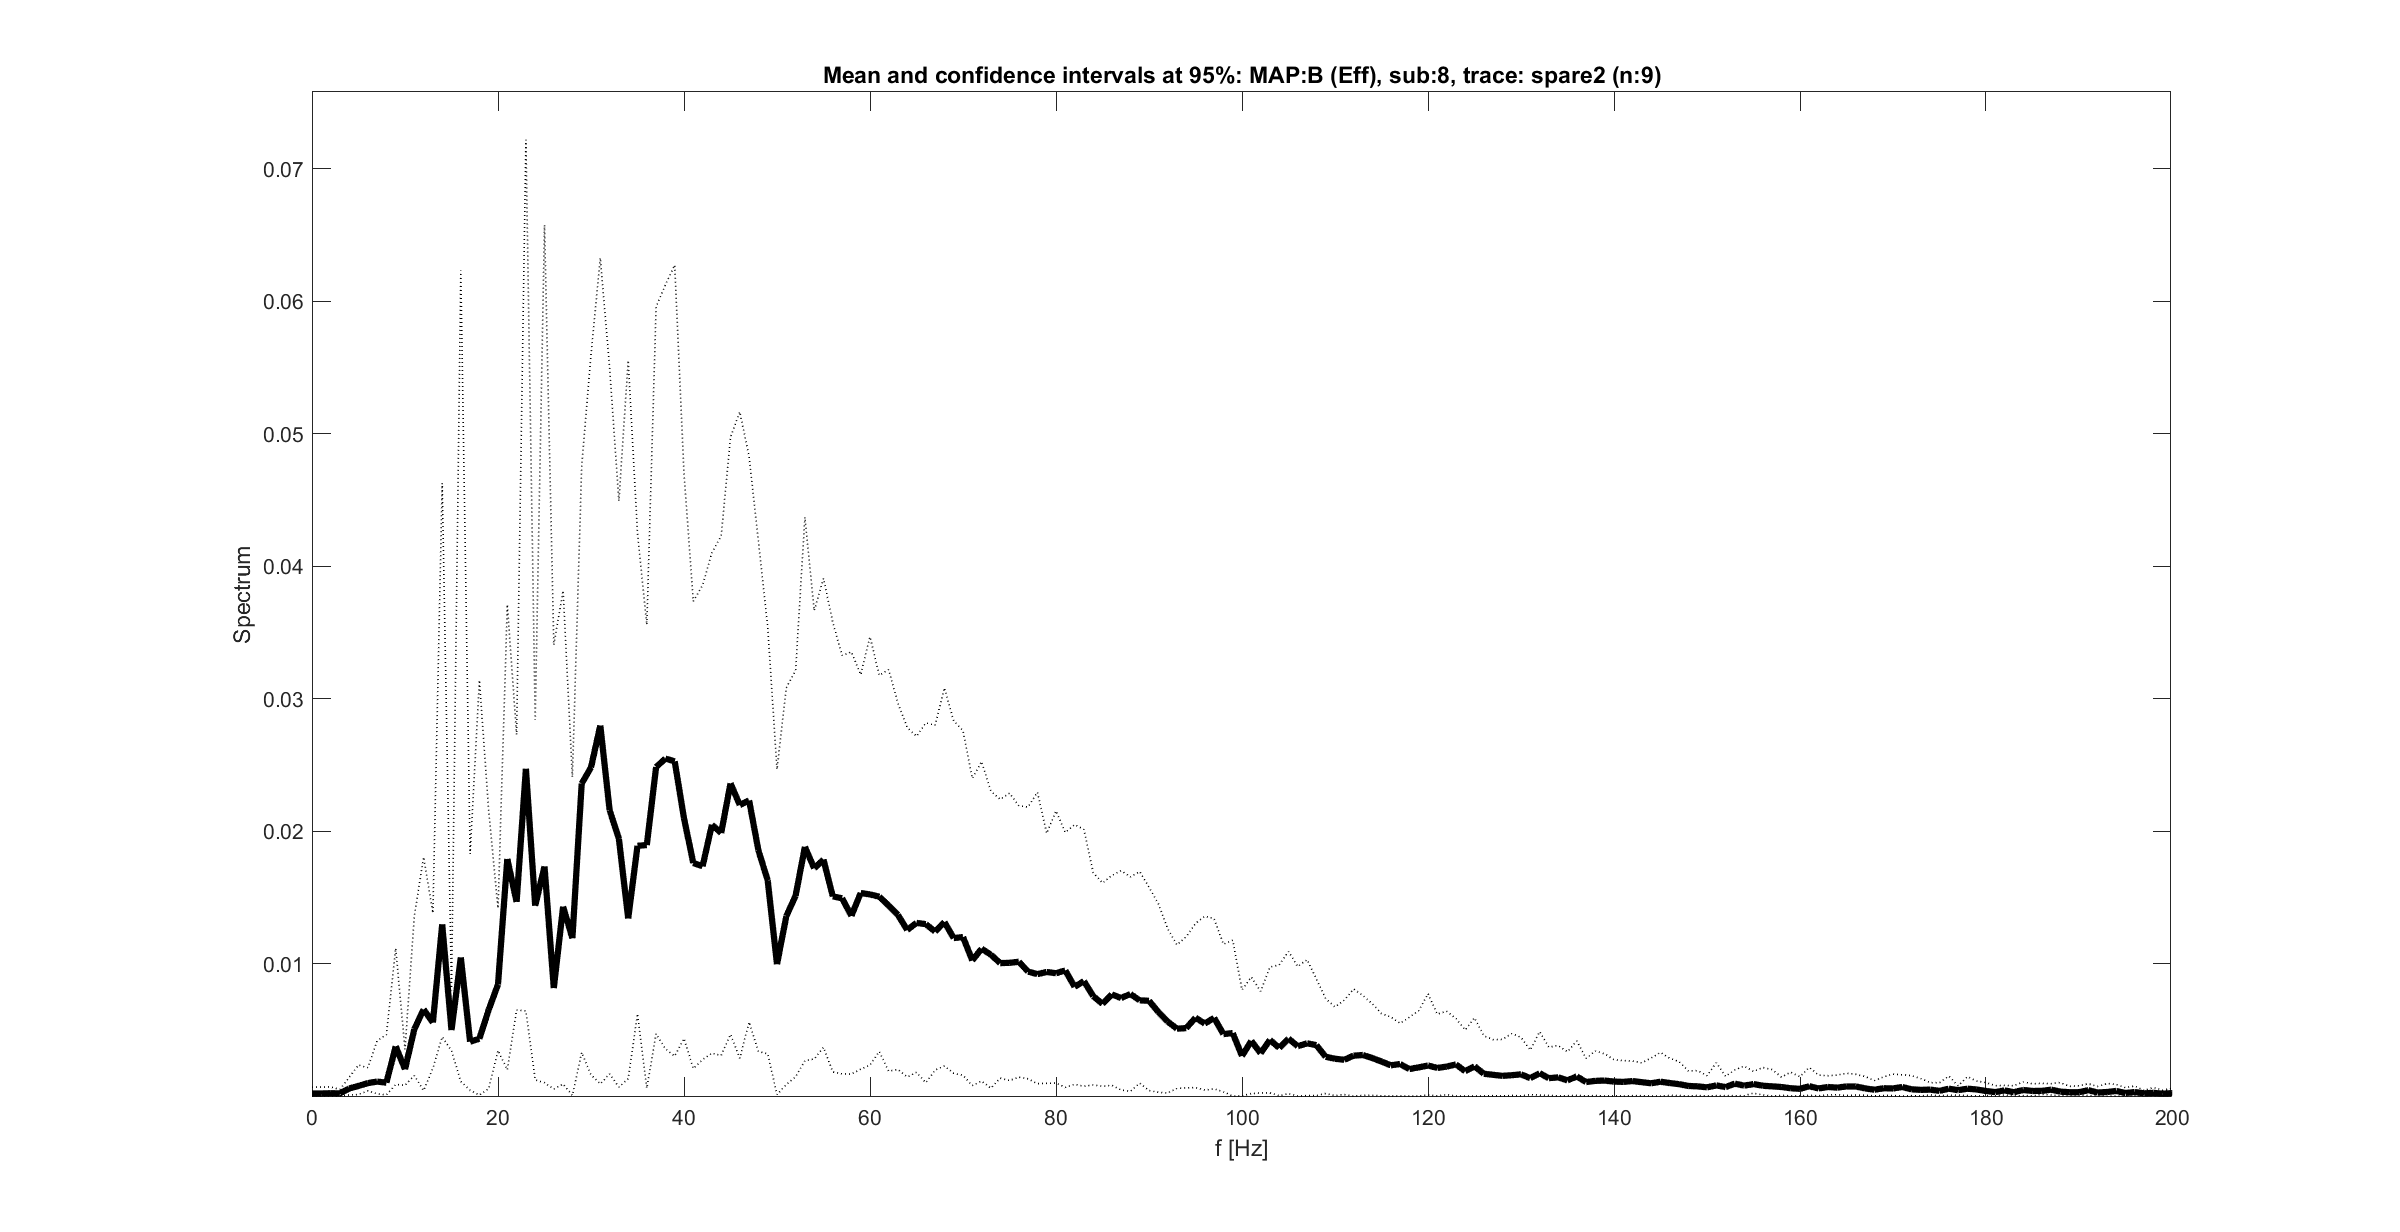 Mean and confidence intervals at 95%: MAP:B (Eff), sub:8, trace: spare2 (n:9)
0.07
0.06
0.05
0.04
0.03
0.02
0.01
Spectrum
0 20 40 60 80 100 120 140 160 180 200
f [Hz]